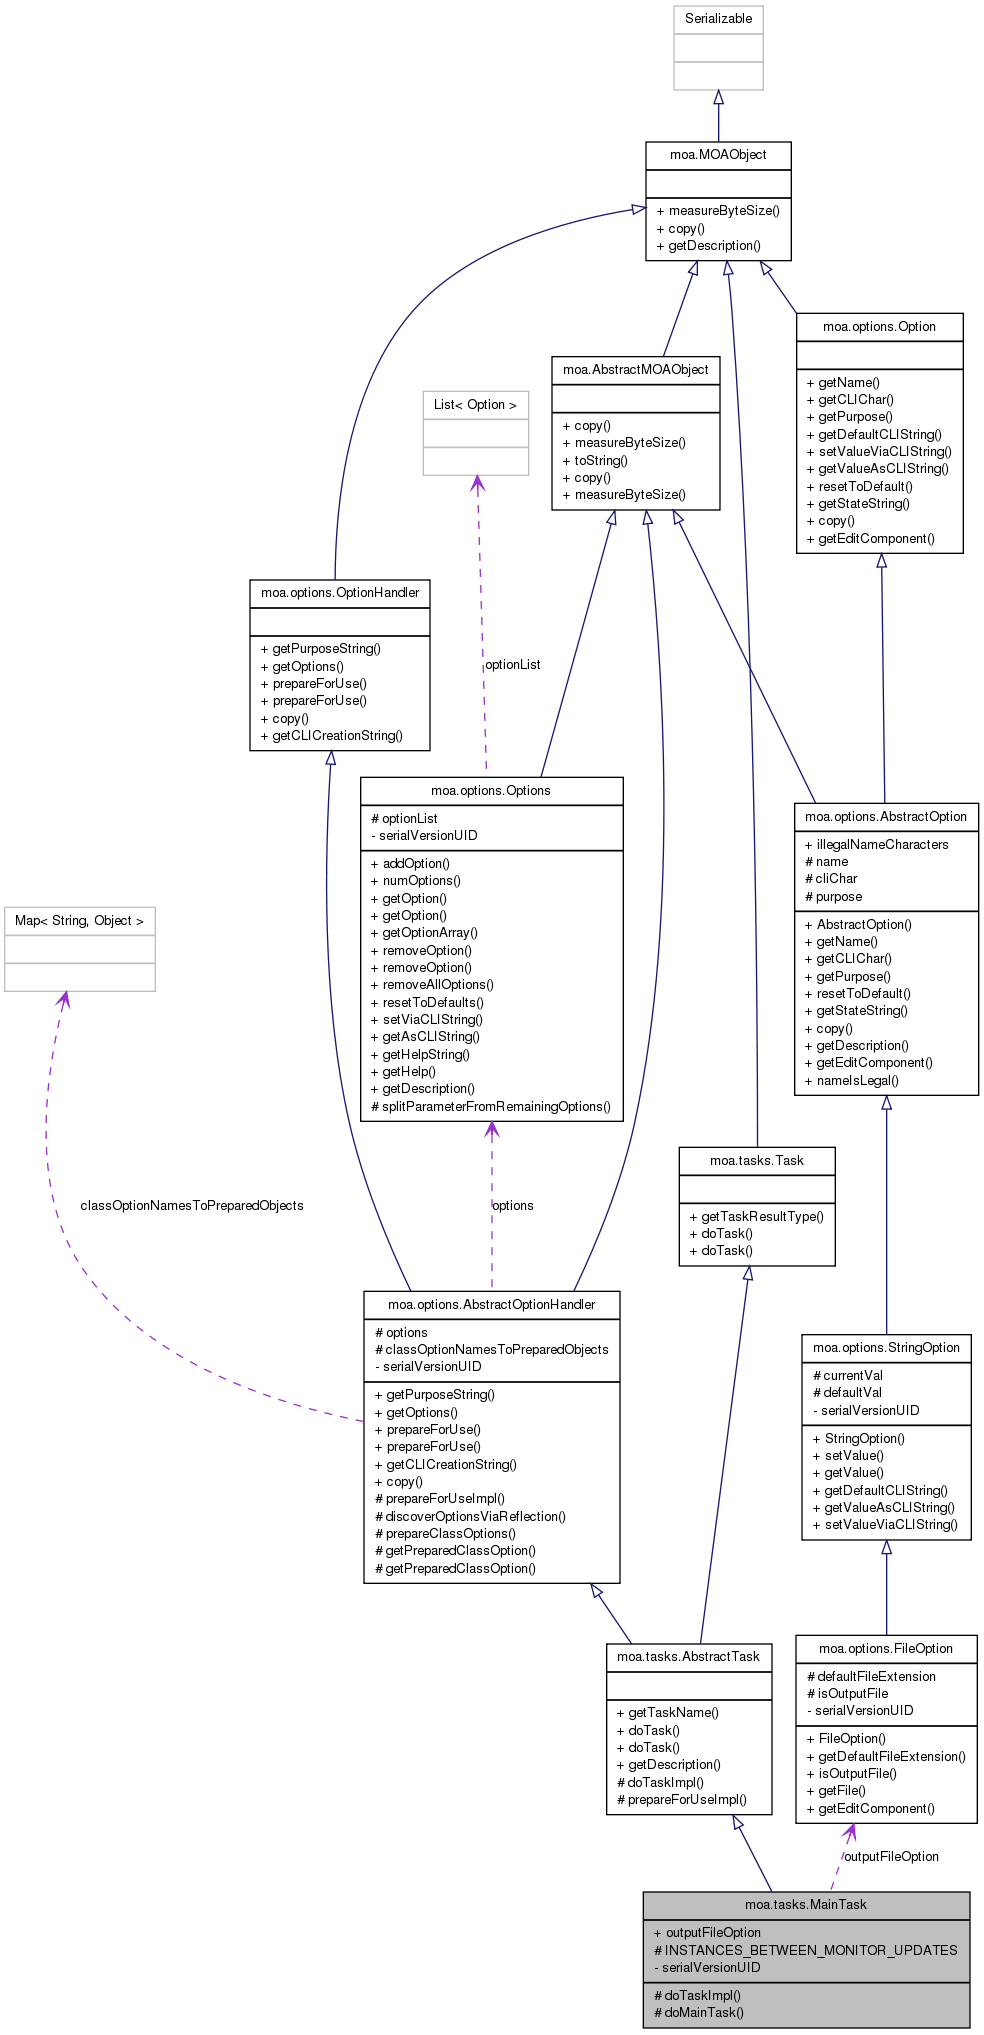 Serializable
moa.MOAObject
+ measureByteSize()
+ copy()
+ getDescription()
moa.options.Option
+ getName()
+ getCLIChar()
+ getPurpose()
+ getDefaultCLIString()
+ setValueViaCLIString()
+ getValueAsCLIString()
+ resetToDefault()
+ getStateString()
+ copy()
+ getEditComponent()
moa.AbstractMOAObject
+ copy()
+ measureByteSize()
+ toString()
+ copy()
+ measureByteSize()
List< Option >
moa.options.OptionHandler
+ getPurposeString()
+ getOptions()
+ prepareForUse()
+ prepareForUse()
+ copy()
+ getCLICreationString()
optionList
moa.options.Options
# optionList
- serialVersionUID
+ addOption()
+ numOptions()
+ getOption()
+ getOption()
+ getOptionArray()
+ removeOption()
+ removeOption()
+ removeAllOptions()
+ resetToDefaults()
+ setViaCLIString()
+ getAsCLIString()
+ getHelpString()
+ getHelp()
+ getDescription()
# splitParameterFromRemainingOptions()
moa.options.AbstractOption
+ illegalNameCharacters
# name
# cliChar
# purpose
+ AbstractOption()
+ getName()
+ getCLIChar()
+ getPurpose()
+ resetToDefault()
+ getStateString()
+ copy()
+ getDescription()
+ getEditComponent()
+ nameIsLegal()
Map< String, Object >
moa.tasks.Task
+ getTaskResultType()
+ doTask()
+ doTask()
classOptionNamesToPreparedObjects
options
moa.options.AbstractOptionHandler
# options
# classOptionNamesToPreparedObjects
- serialVersionUID
+ getPurposeString()
+ getOptions()
+ prepareForUse()
+ prepareForUse()
+ getCLICreationString()
+ copy()
# prepareForUseImpl()
# discoverOptionsViaReflection()
# prepareClassOptions()
# getPreparedClassOption()
# getPreparedClassOption()
moa.options.StringOption
# currentVal
# defaultVal
- serialVersionUID
+ StringOption()
+ setValue()
+ getValue()
+ getDefaultCLIString()
+ getValueAsCLIString()
+ setValueViaCLIString()
moa.tasks.AbstractTask
+ getTaskName()
+ doTask()
+ doTask()
+ getDescription()
# doTaskImpl()
# prepareForUseImpl()
moa.options.FileOption
# defaultFileExtension
# isOutputFile
- serialVersionUID
+ FileOption()
+ getDefaultFileExtension()
+ isOutputFile()
+ getFile()
+ getEditComponent()
outputFileOption
moa.tasks.MainTask
+ outputFileOption
# INSTANCES_BETWEEN_MONITOR_UPDATES
- serialVersionUID
# doTaskImpl()
# doMainTask()